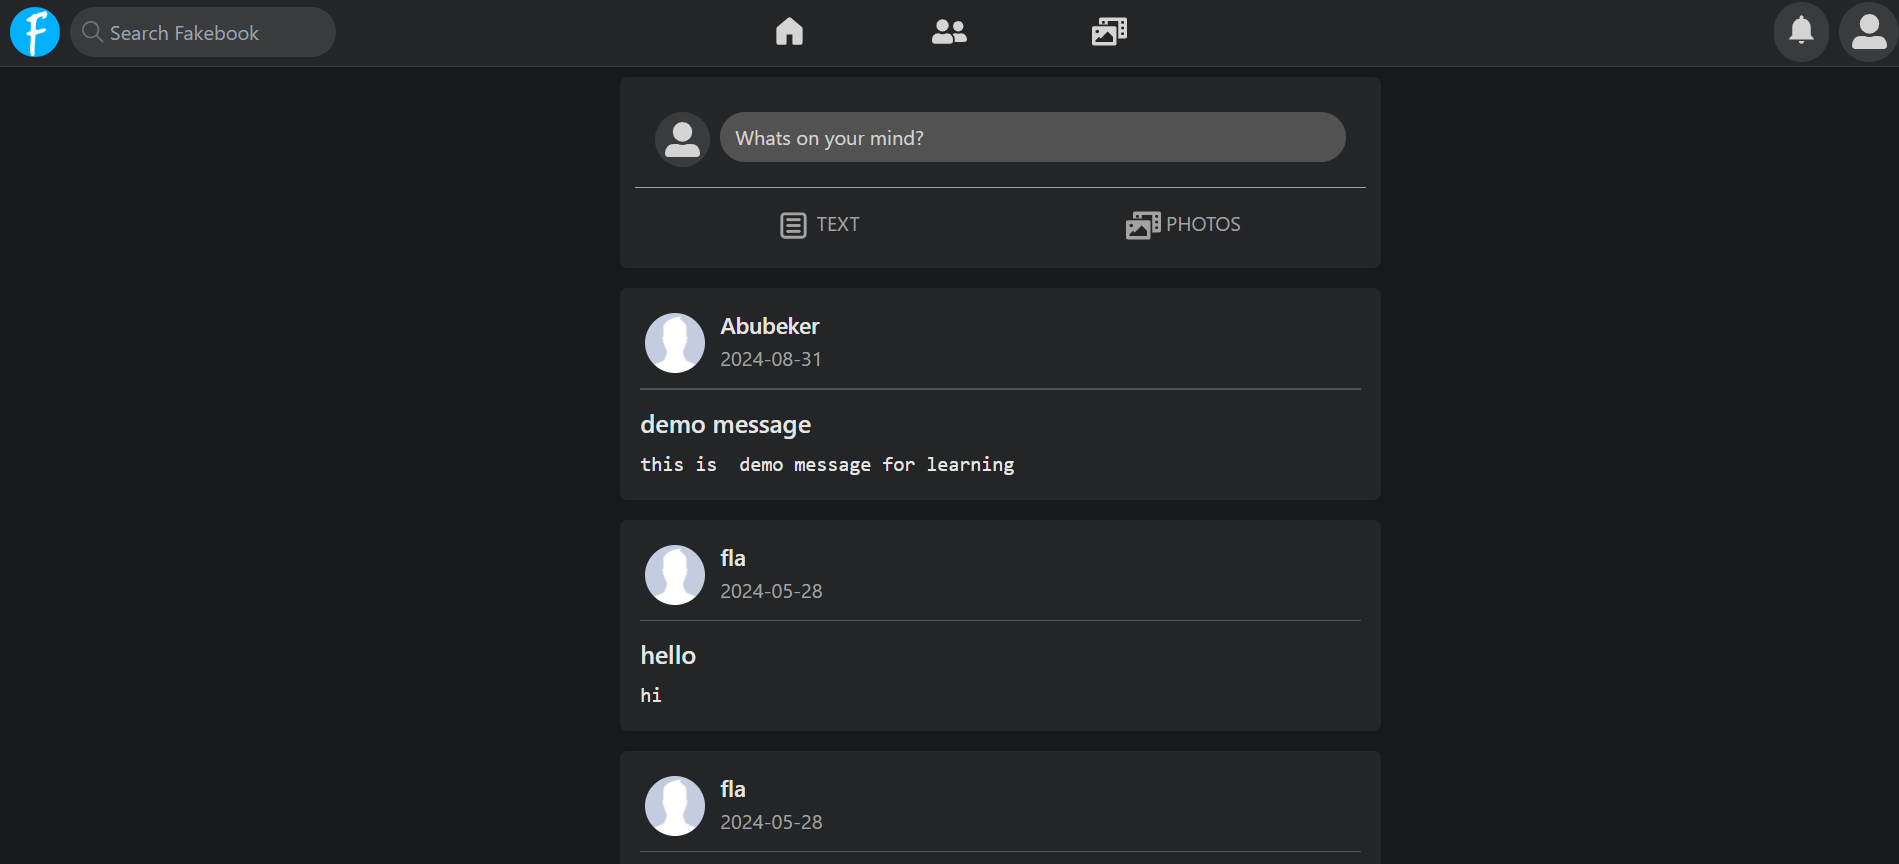 f
Search Fakebook
Whats on your mind?
TEXT
PHOTOS
Abubeker
2024-08-31
demo message
this is  demo message for learning
fla
2024-05-28
hello
hi
fla
2024-05-28